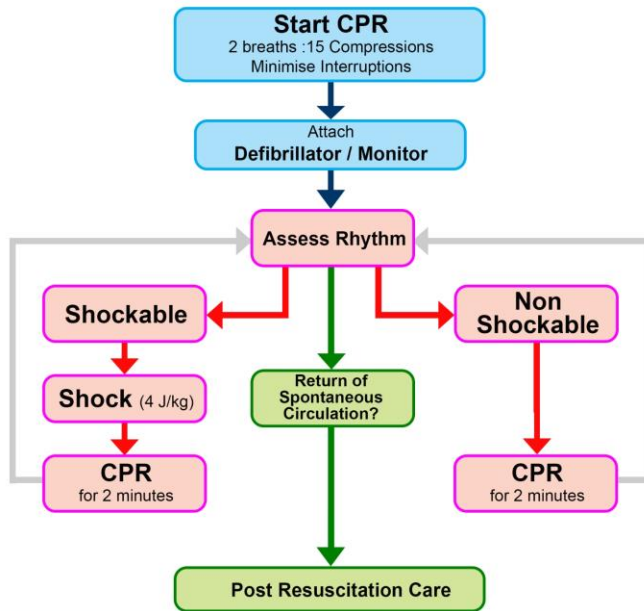 Start CPR
2 breaths :15 Compressions
Minimise Interruptions
Attach
Defibrillator / Monitor
Assess Rhythm
Shockable
Non
Shockable
Shock (4 J/kg)
Return of
Spontaneous
Circulation?
CPR
for 2 minutes
CPR
for 2 minutes
Post Resuscitation Care